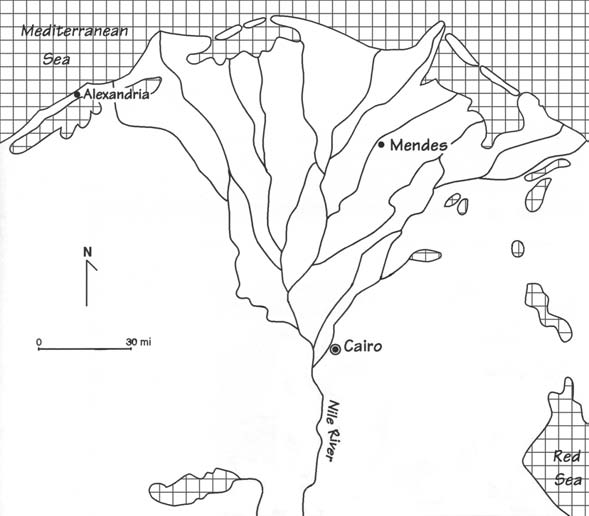 Mediterranean
Sea
Alexandria
Mendes
N
0 30 mi
Cairo
Nile River
Red
Sea